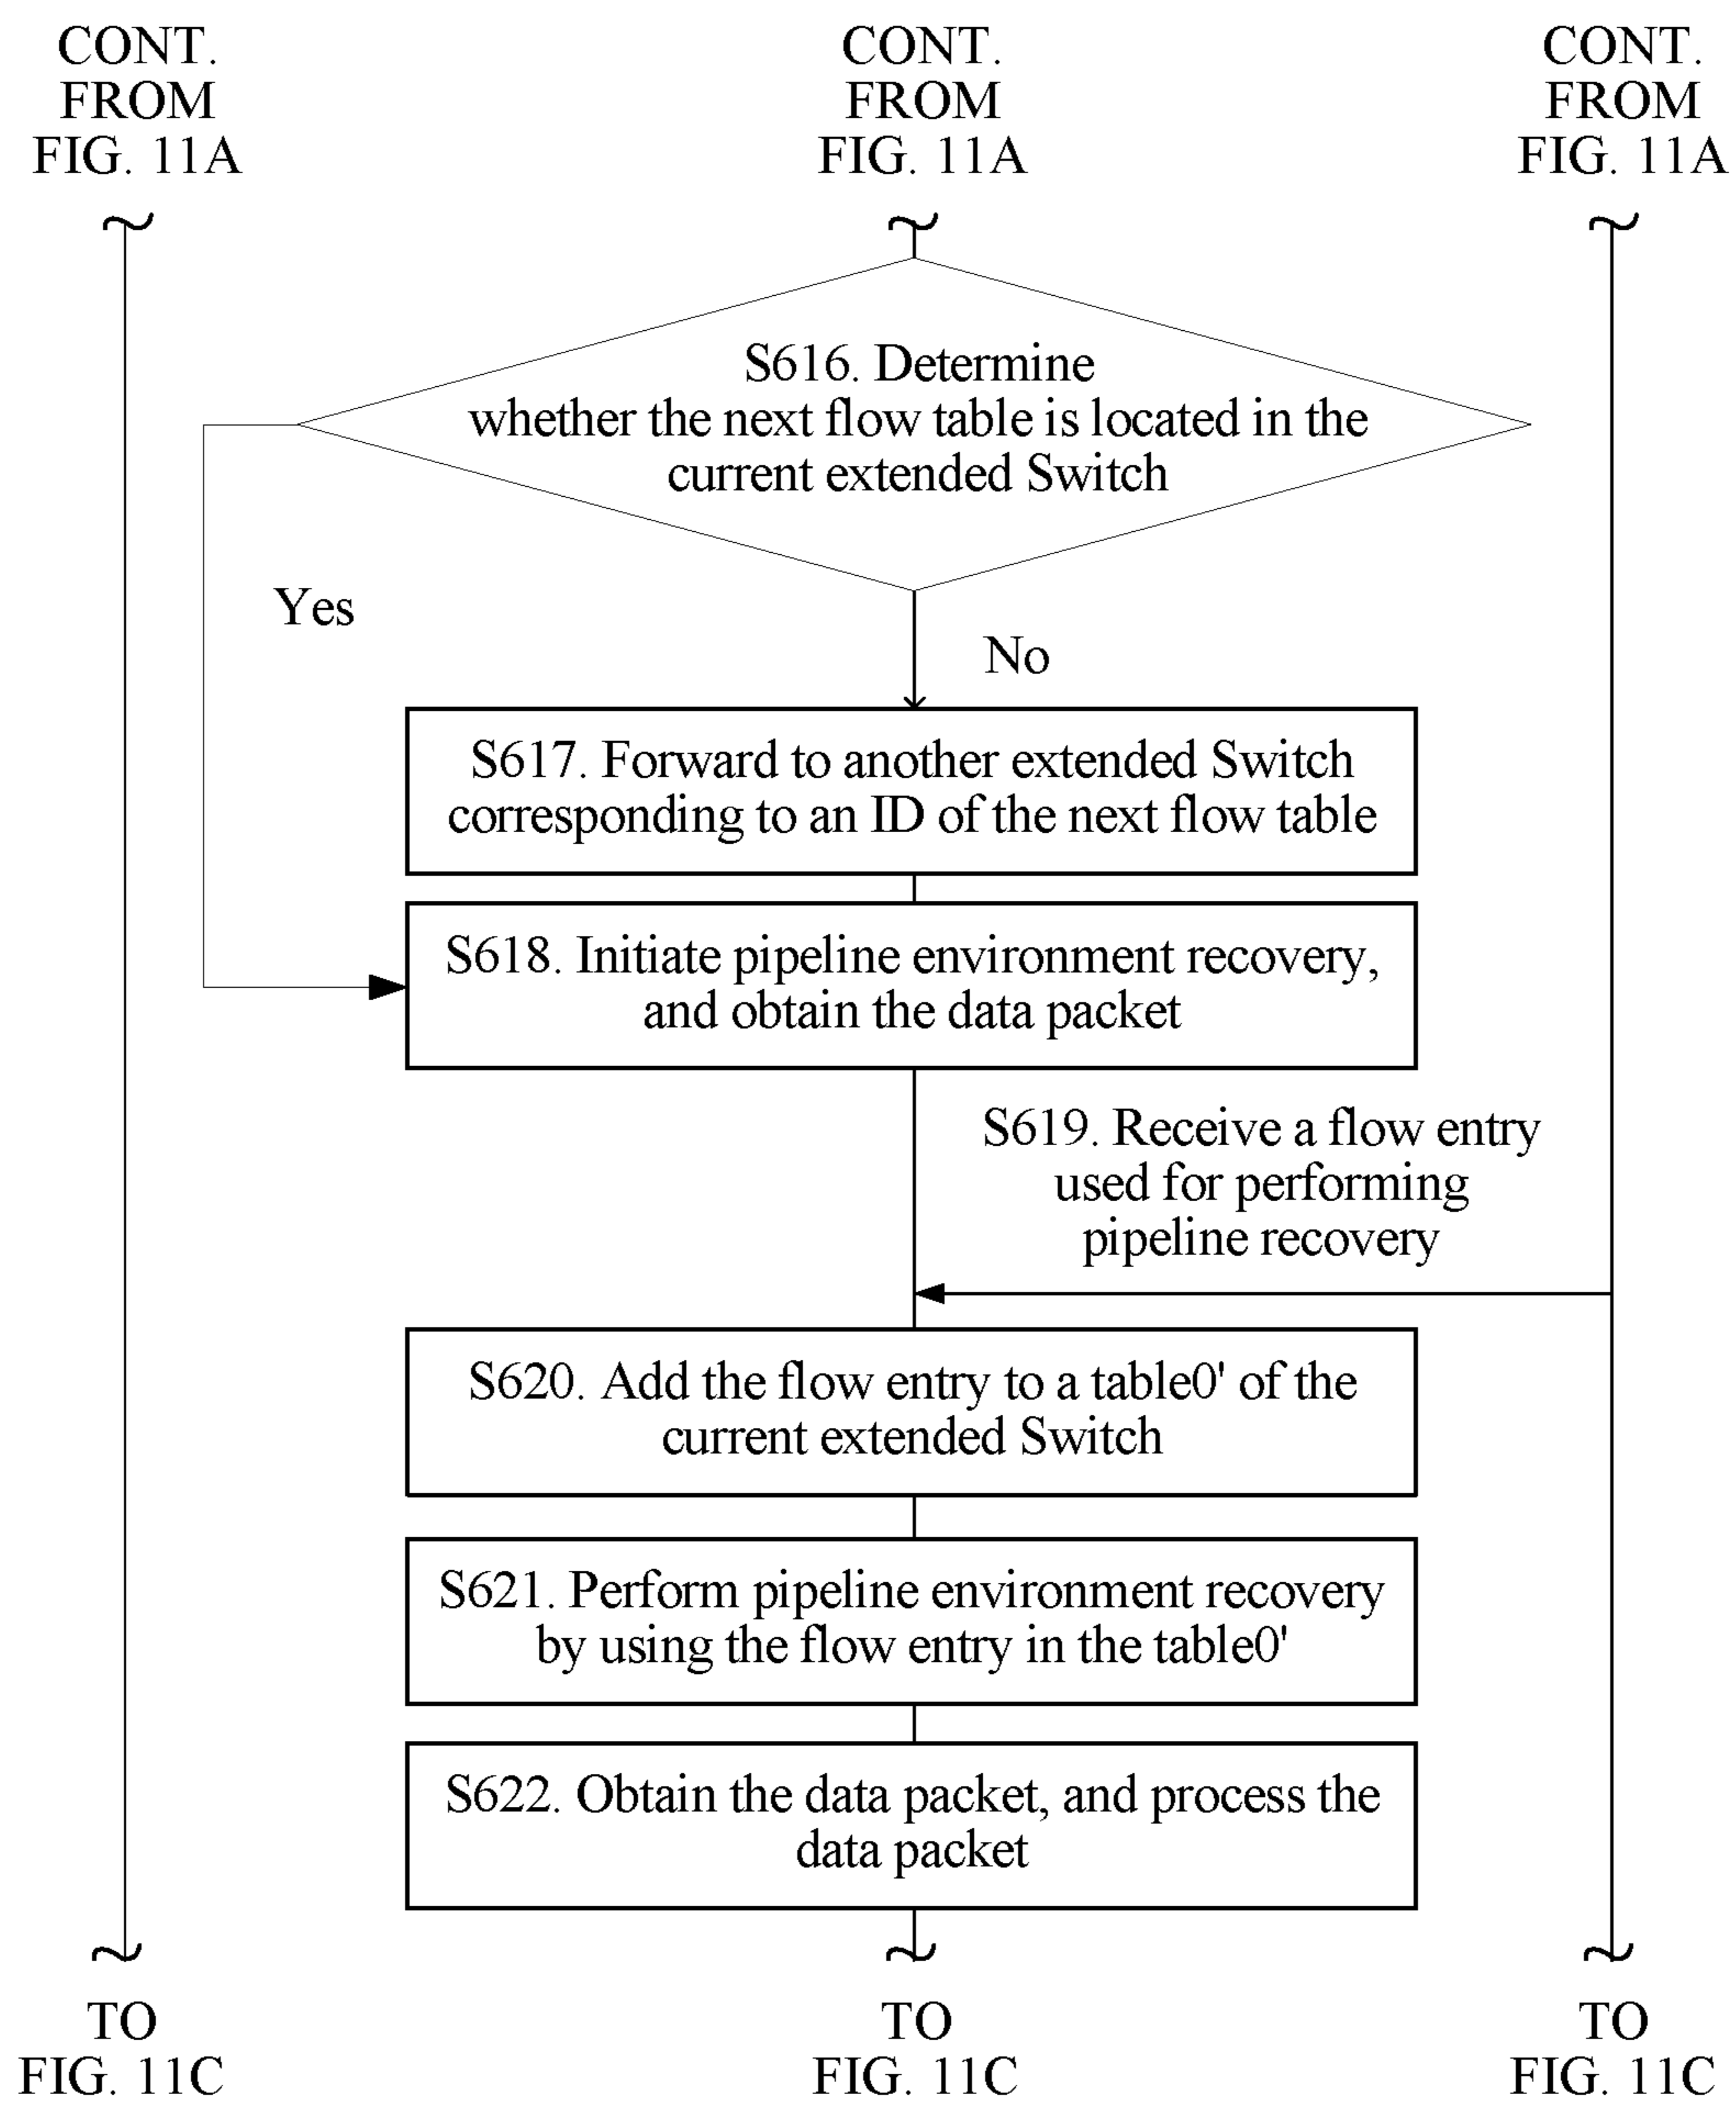 CONT.
FROM
FIG. 11A
CONT.
FROM
FIG. 11A
CONT.
FROM
FIG. 11A
S616. Determine
whether the next flow table is located in the
current extended Switch
Yes
No
S617. Forward to another extended Switch
corresponding to an ID of the next flow table
S618. Initiate pipeline environment recovery,
and obtain the data packet
S619. Receive a flow entry
used for performing
pipeline recovery
S620. Add the flow entry to a table0' of the
current extended Switch
S621. Perform pipeline environment recovery
by using the flow entry in the table0'
S622. Obtain the data packet, and process the
data packet
TO
FIG. 11C
TO
FIG. 11C
TO
FIG. 11C